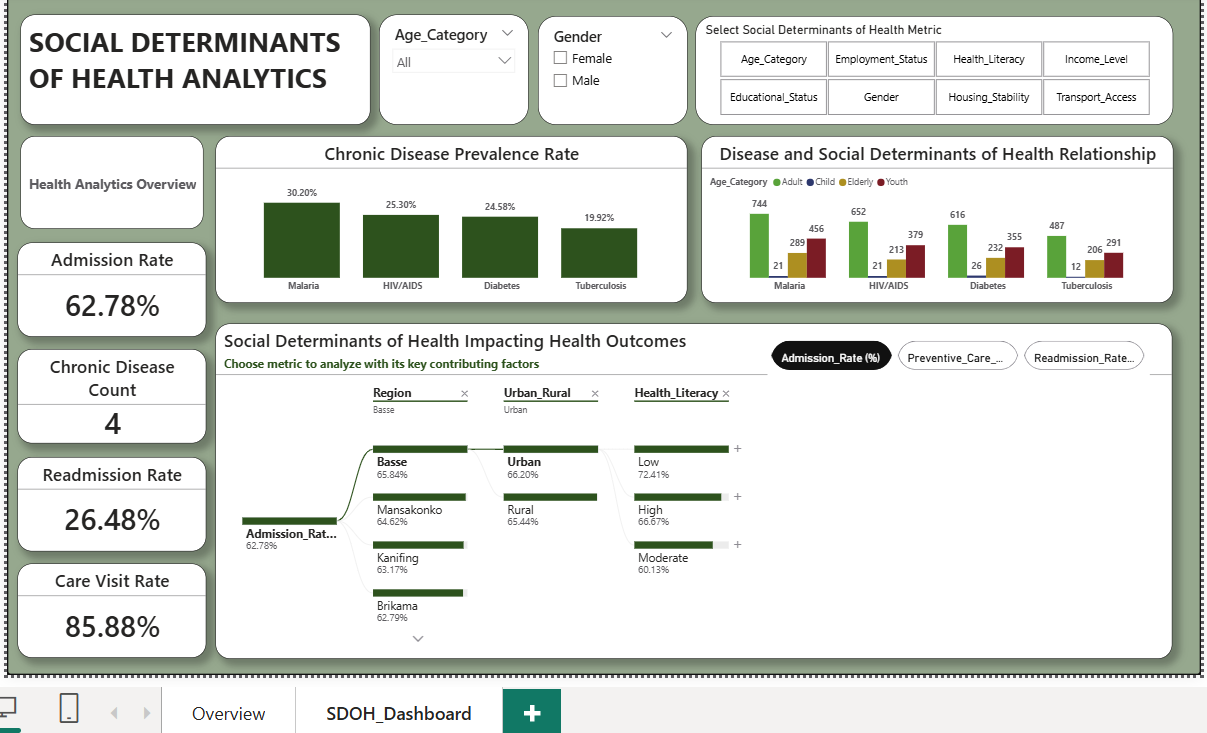 SOCIAL DETERMINANTS
OF HEALTH ANALYTICS
Age_Category
All
Gender
Female
Male
Select Social Determinants of Health Metric
Age_Category Employment_Status Health_Literacy Income_Level
Educational_Status Gender Housing_Stability Transport_Access
Health Analytics Overview
Admission Rate
62.78%
Chronic Disease
Count
4
Readmission Rate
26.48%
Care Visit Rate
85.88%
Chronic Disease Prevalence Rate
30.20%
25.30%
24.58%
19.92%
Malaria HIV/AIDS Diabetes Tuberculosis
Disease and Social Determinants of Health Relationship
Age_Category Adult Child Elderly Youth
744 21 289 456
652 21 213 379
616 26 232 355
487 12 206 291
Malaria HIV/AIDS Diabetes Tuberculosis
Social Determinants of Health Impacting Health Outcomes
Choose metric to analyze with its key contributing factors
Admission_Rate (%) Preventive_Care_... Readmission_Rate...
Region Urban_Rural Health_Literacy
Basse Urban
Admission_Rat...
62.78%
Basse
65.84%
Mansakonko
64.62%
Kanifing
63.17%
Brikama
62.79%
Urban
66.20%
Rural
65.44%
Low
72.41%
High
66.67%
Moderate
60.13%
Overview SDOH_Dashboard